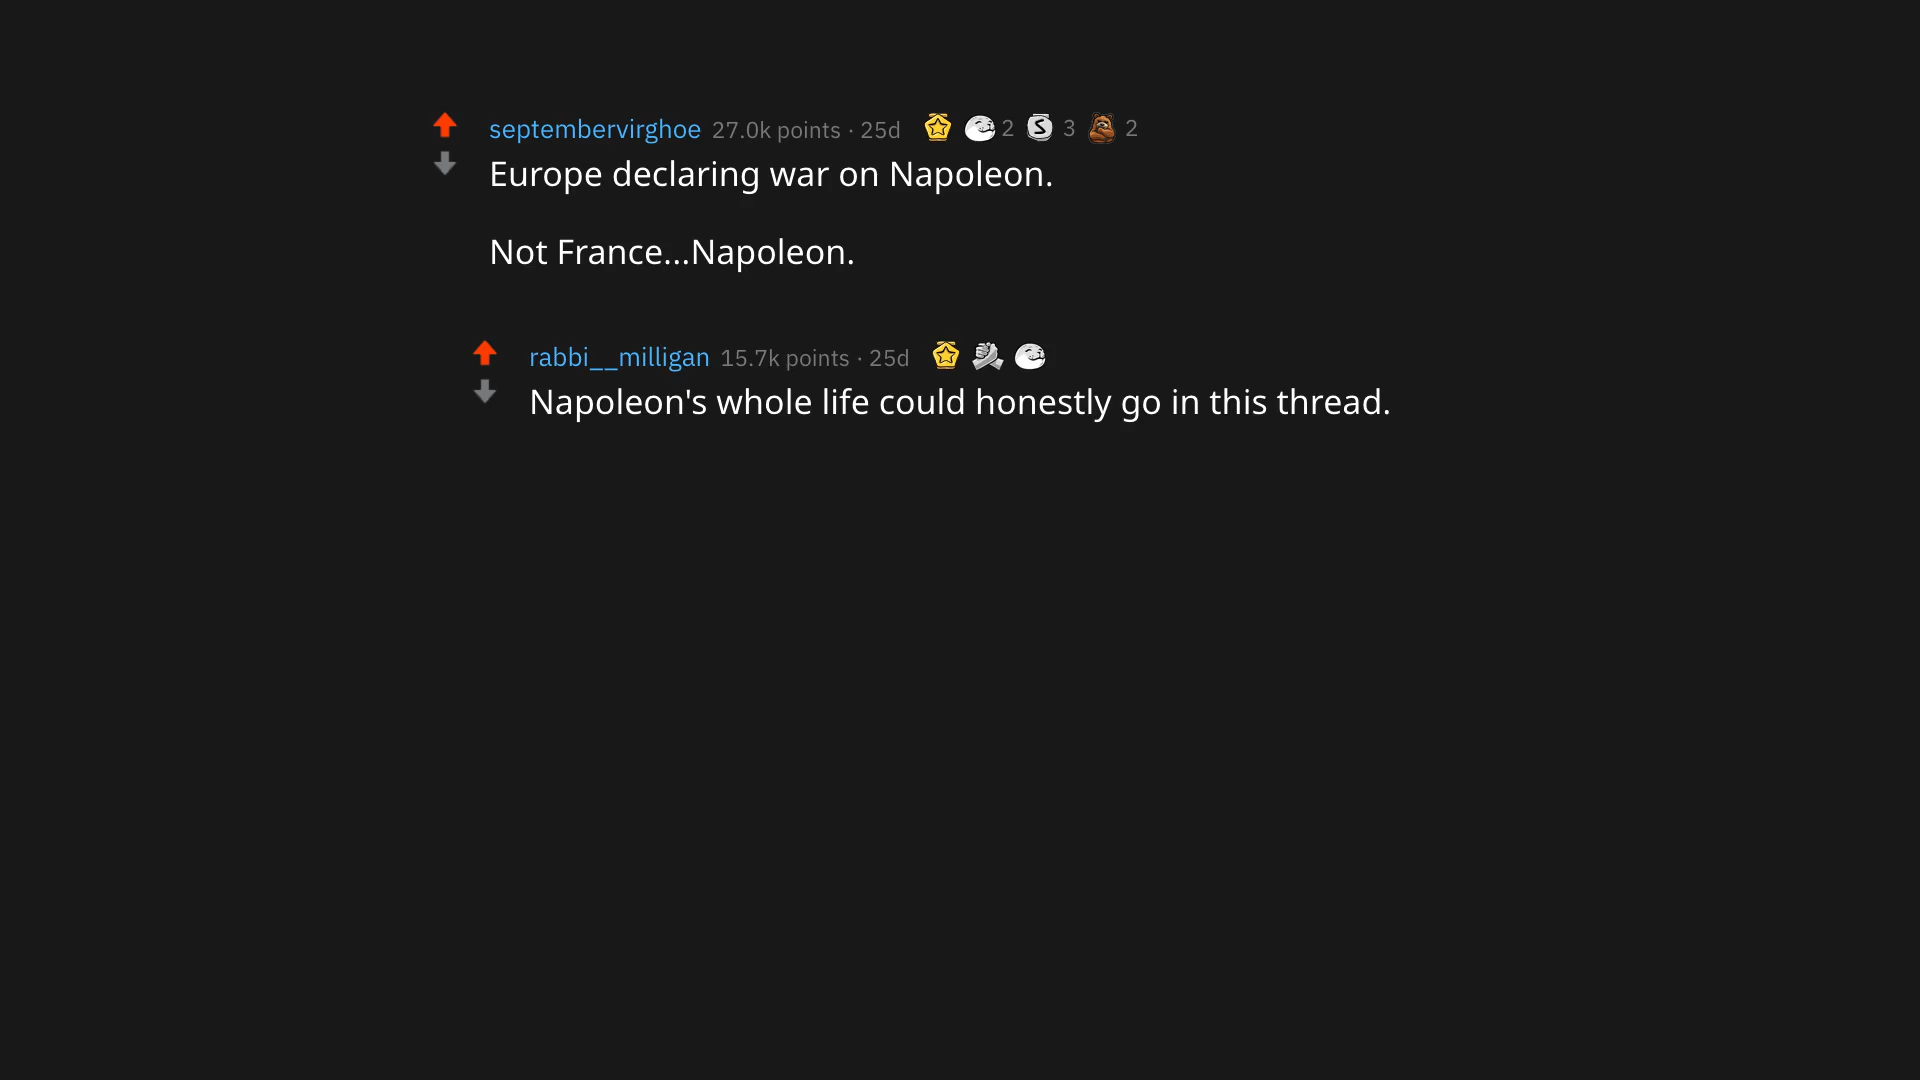 septembervirghoe 27.0k points · 25d 2 3 2
Europe declaring war on Napoleon.
Not France...Napoleon.
rabbi__milligan 15.7k points · 25d
Napoleon's whole life could honestly go in this thread.